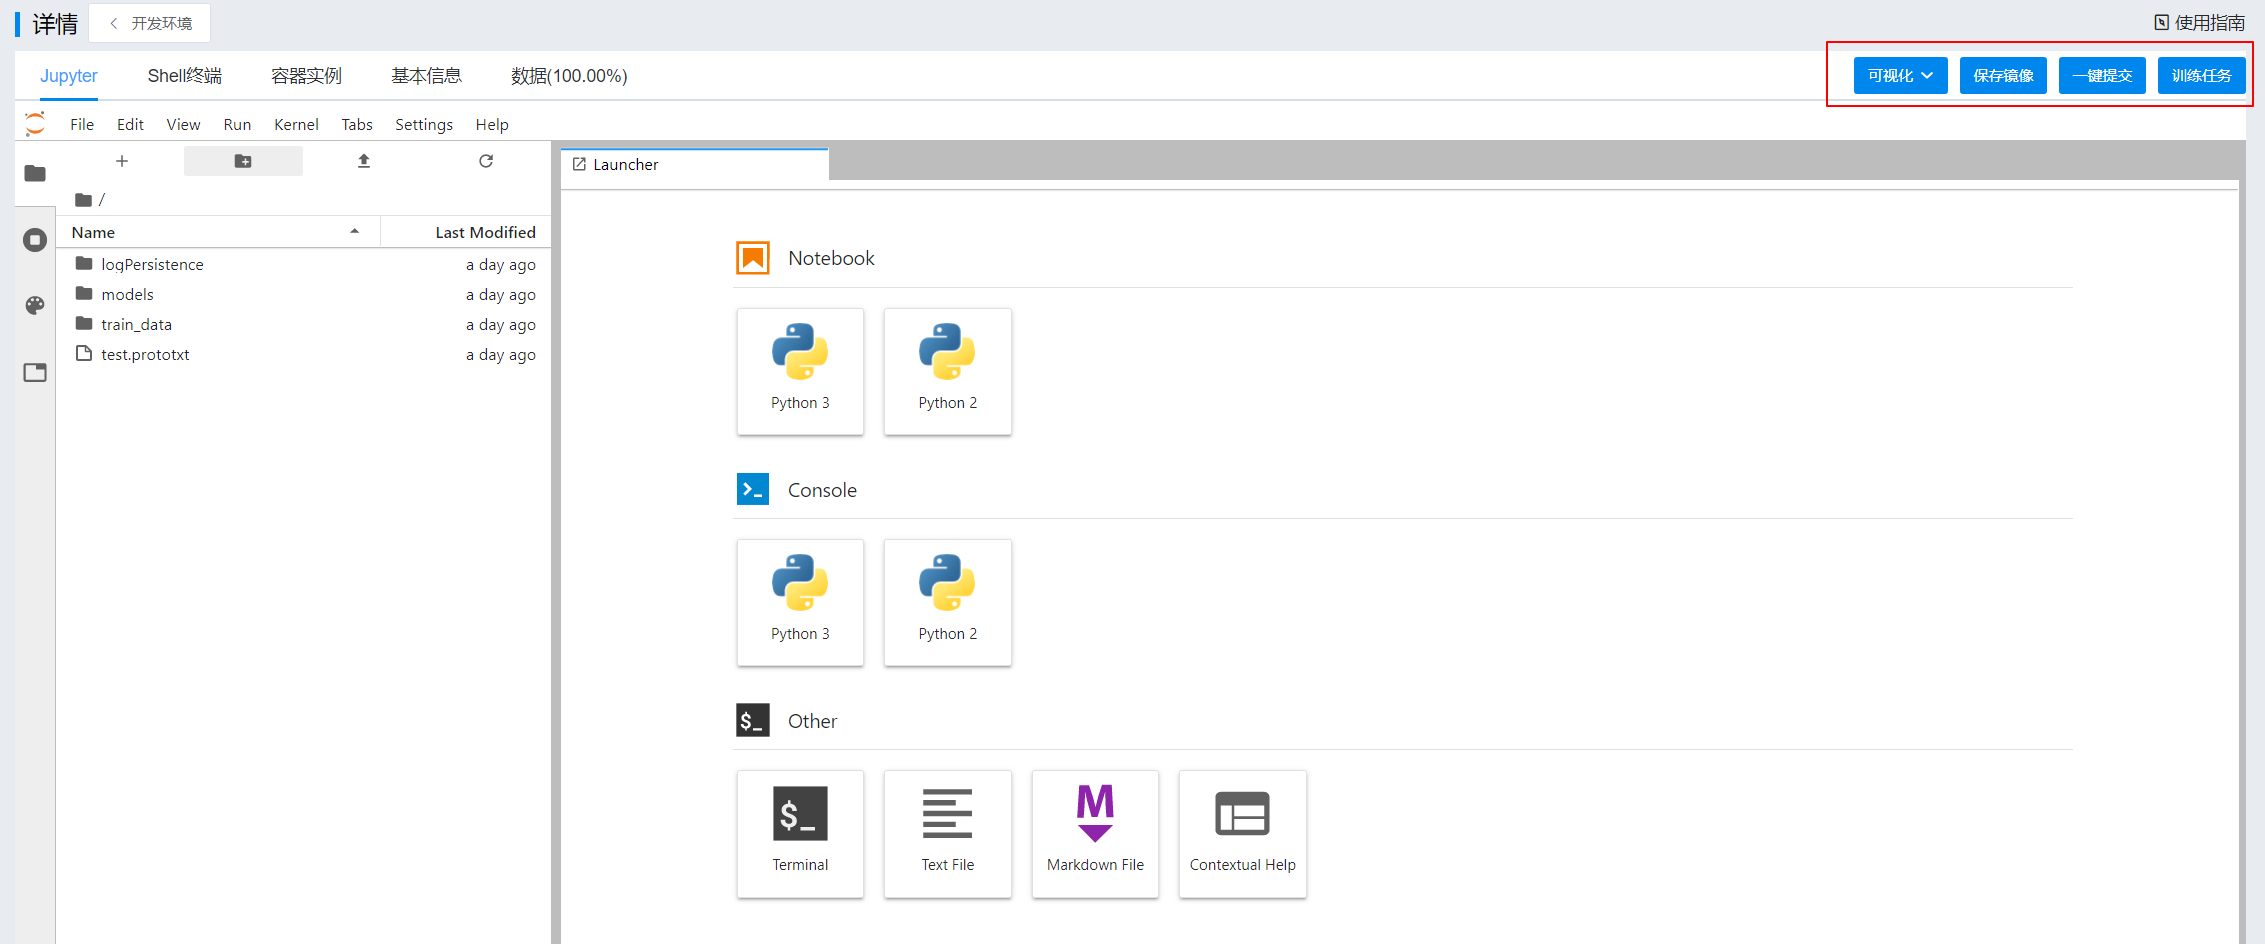 详情 开发环境 使用指南
Jupyter Shell终端 容器实例 基本信息 数据(100.00%) 可视化 保存镜像 一键提交 训练任务
File Edit View Run Kernel Tabs Settings Help
Launcher
/
Name Last Modified
logPersistence a day ago
models a day ago
train_data a day ago
test.prototxt a day ago
Notebook
Python 3 Python 2
Console
Python 3 Python 2
$_ Other
$_
M
Terminal Text File Markdown File Contextual Help